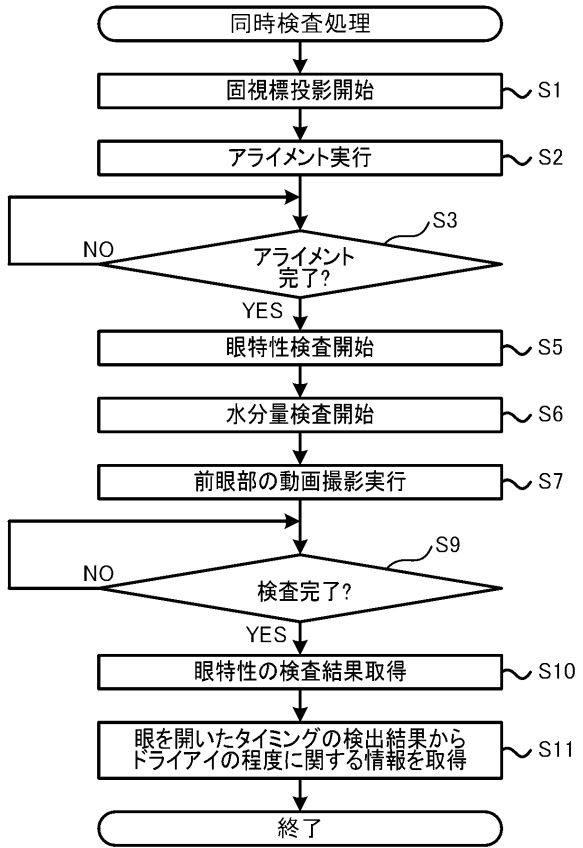 同時検査処理
固視標投影開始
S1
アライメント実行
S2
S3
NO
アライメント
完了?
YES
眼特性検査開始
S5
水分量検査開始
S6
前眼部の動画撮影実行
S7
S9
NO
検査完了?
YES
眼特性の検査結果取得
S10
眼を開いたタイミングの検出結果から
ドライアイの程度に関する情報を取得
S11
終了